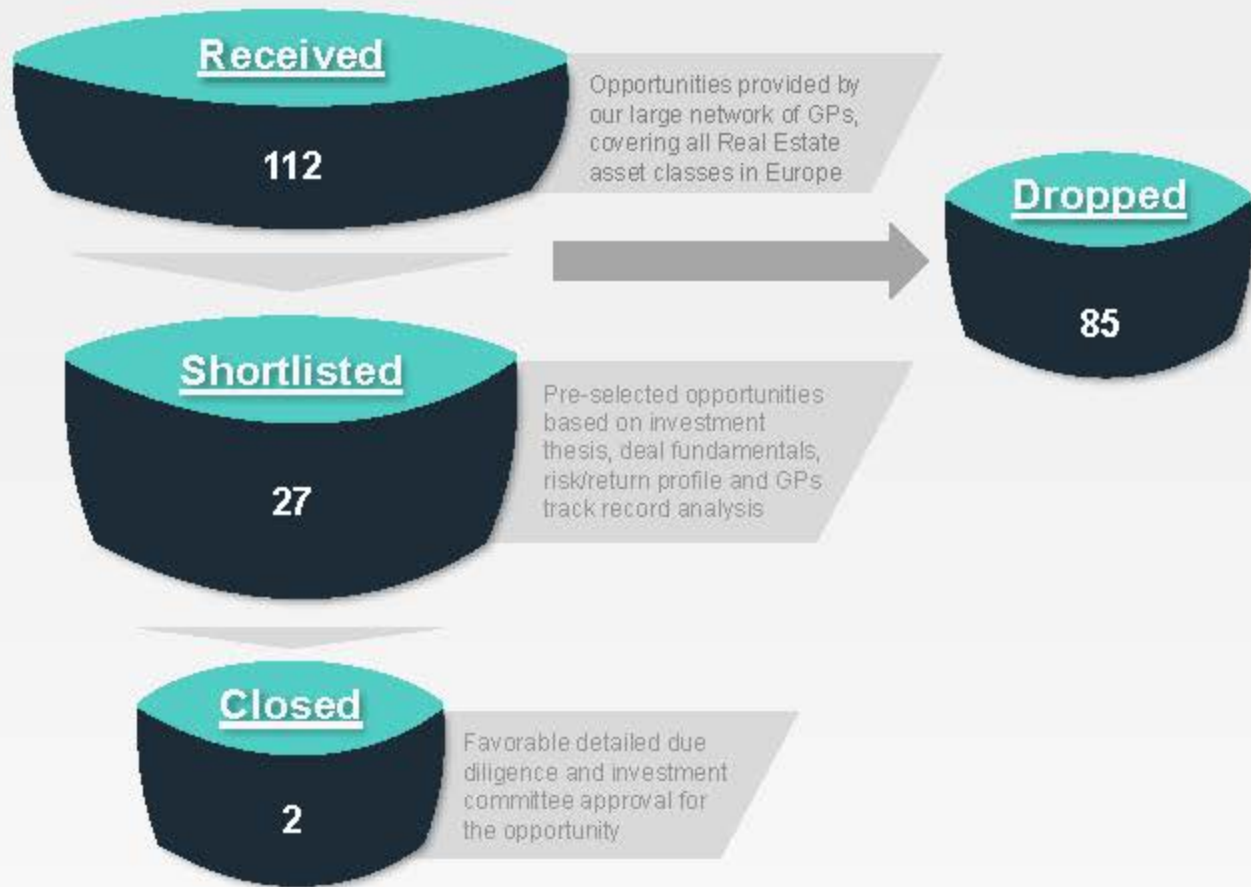 Received
112
Opportunities provided by
our large network of GPs,
covering all Real Estate
asset classes in Europe
Dropped
85
Shortlisted
27
Pre-selected opportunities
based on investment
thesis, deal fundamentals,
risk/return profile and GPs
track record analysis
Closed
2
Favorable detailed due
diligence and investment
committee approval for
the opportunity